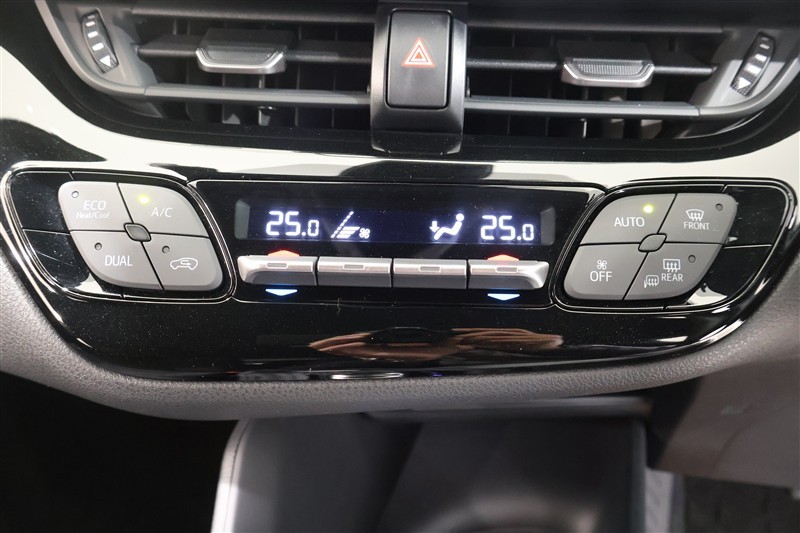 ECO
Heat/Cool
A/C
DUAL
25.0
25.0
AUTO
FRONT
OFF
REAR